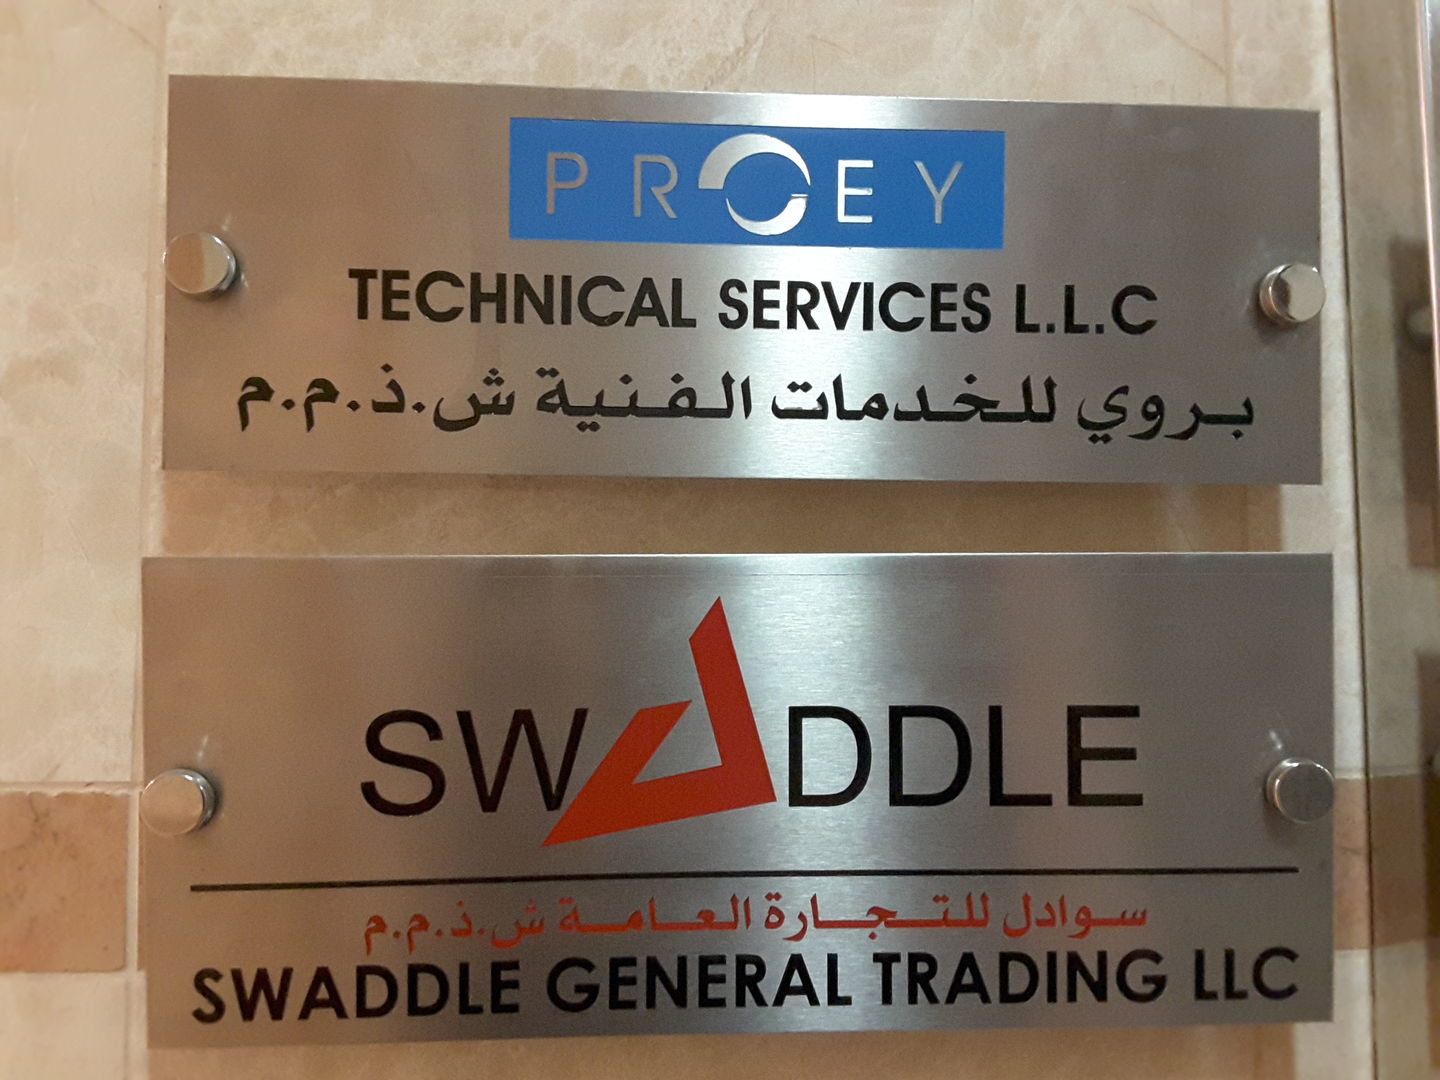 PROEY
TECHNICAL SERVICES L.L.C
بروي للخدمات الفنية ش.ذ.م.م
SWADDLE
سوادل للتجارة العامة ش.ذ.م.م
SWADDLE GENERAL TRADING LLC